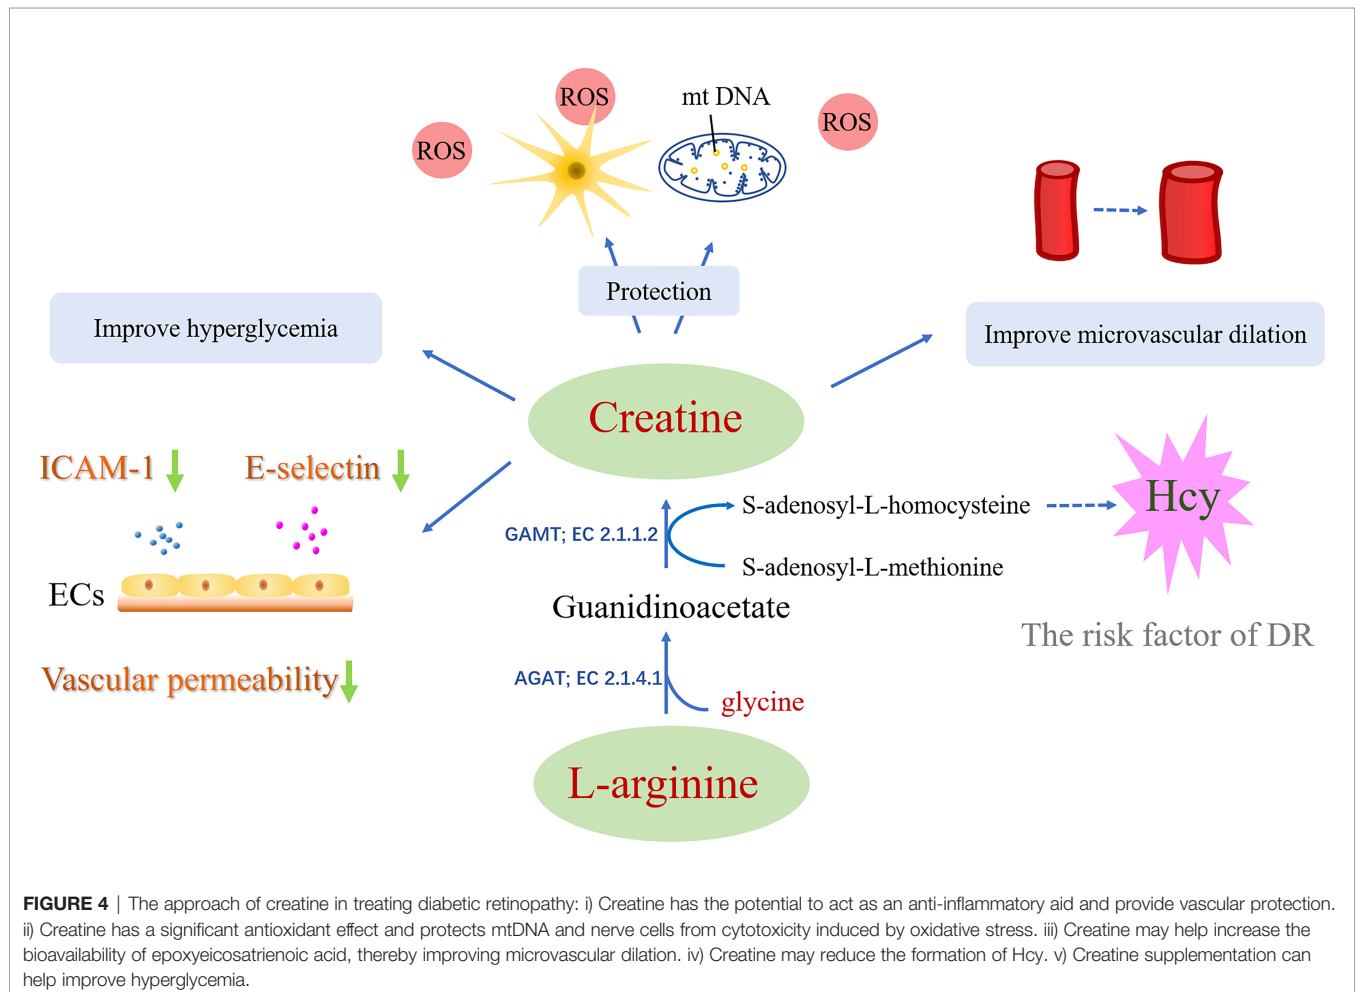 ROS
mt DNA
ROS
ROS
Protection
Improve hyperglycemia
Improve microvascular dilation
Creatine
ICAM-1
E-selectin
S-adenosyl-L-homocysteine
Hcy
GAMT; EC 2.1.1.2
S-adenosyl-L-methionine
ECs
Guanidinoacetate
The risk factor of DR
Vascular permeability
AGAT; EC 2.1.4.1
glycine
L-arginine
FIGURE 4 | The approach of creatine in treating diabetic retinopathy: i) Creatine has the potential to act as an anti-inflammatory aid and provide vascular protection.
ii) Creatine has a significant antioxidant effect and protects mtDNA and nerve cells from cytotoxicity induced by oxidative stress. iii) Creatine may help increase the
bioavailability of epoxyeicosatrienoic acid, thereby improving microvascular dilation. iv) Creatine may reduce the formation of Hcy. v) Creatine supplementation can
help improve hyperglycemia.